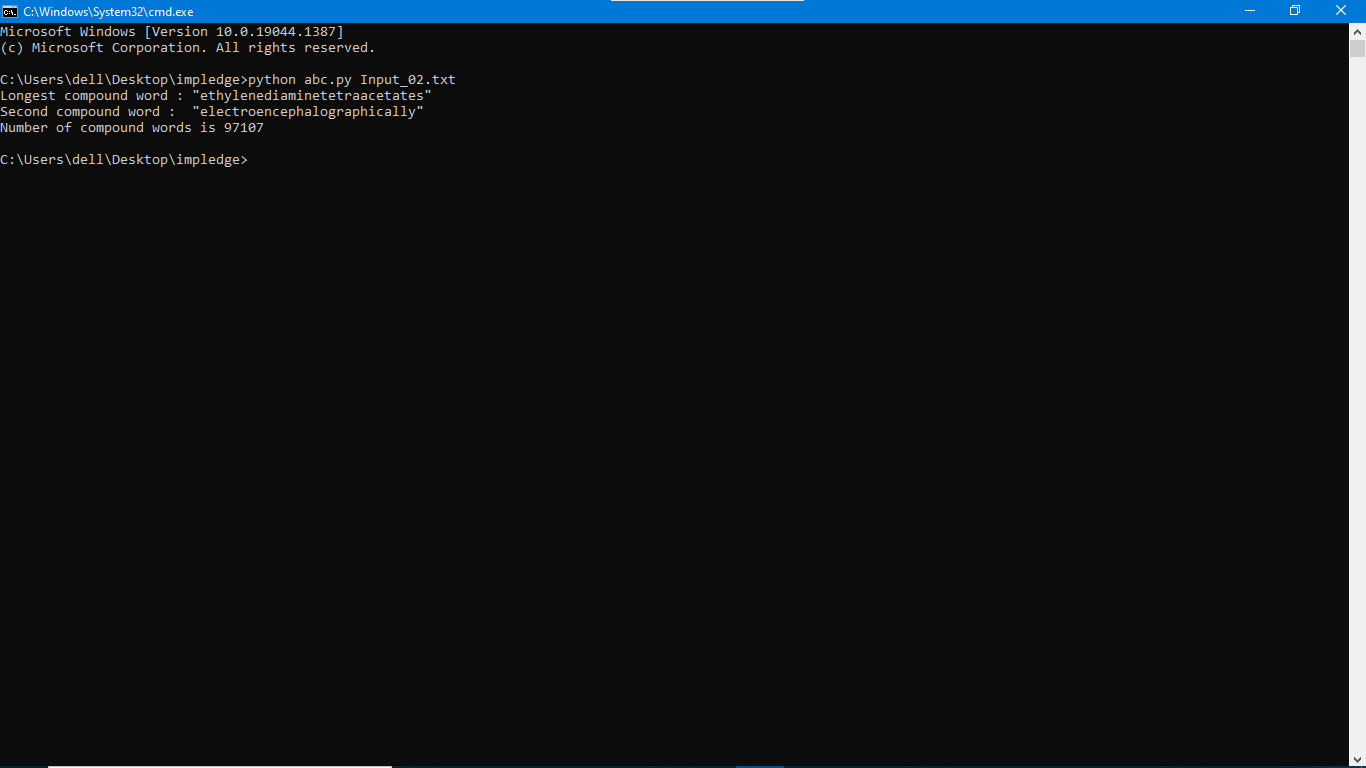 C:\Windows\System32\cmd.exe
Microsoft Windows [Version 10.0.19044.1387]
(c) Microsoft Corporation. All rights reserved.
C:\Users\dell\Desktop\impledge>python abc.py Input_02.txt
Longest compound word : "ethylenediaminetetraacetates"
Second compound word :  "electroencephalographically"
Number of compound words is 97107
C:\Users\dell\Desktop\impledge>